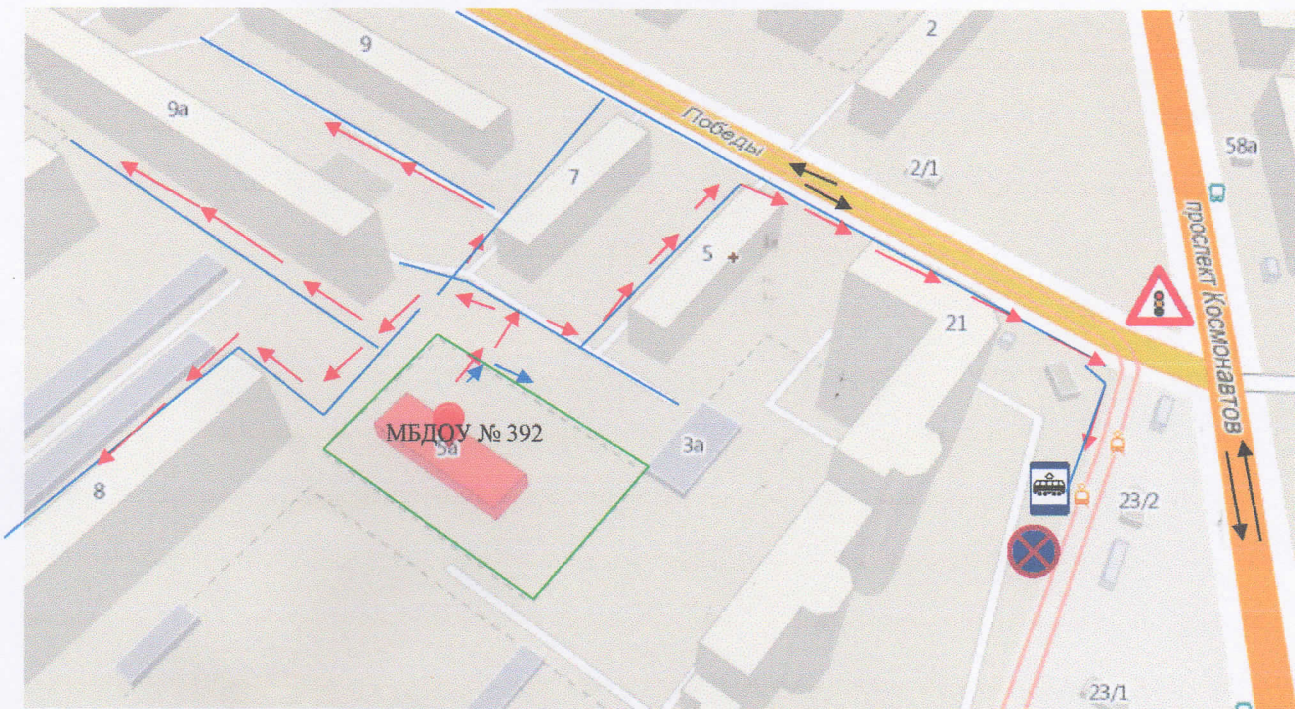 9
2
9а
Победы
58а
7
2/1
5
проспект Космонавтов
21
МБДОУ № 392
5а
3а
8
23/2
23/1